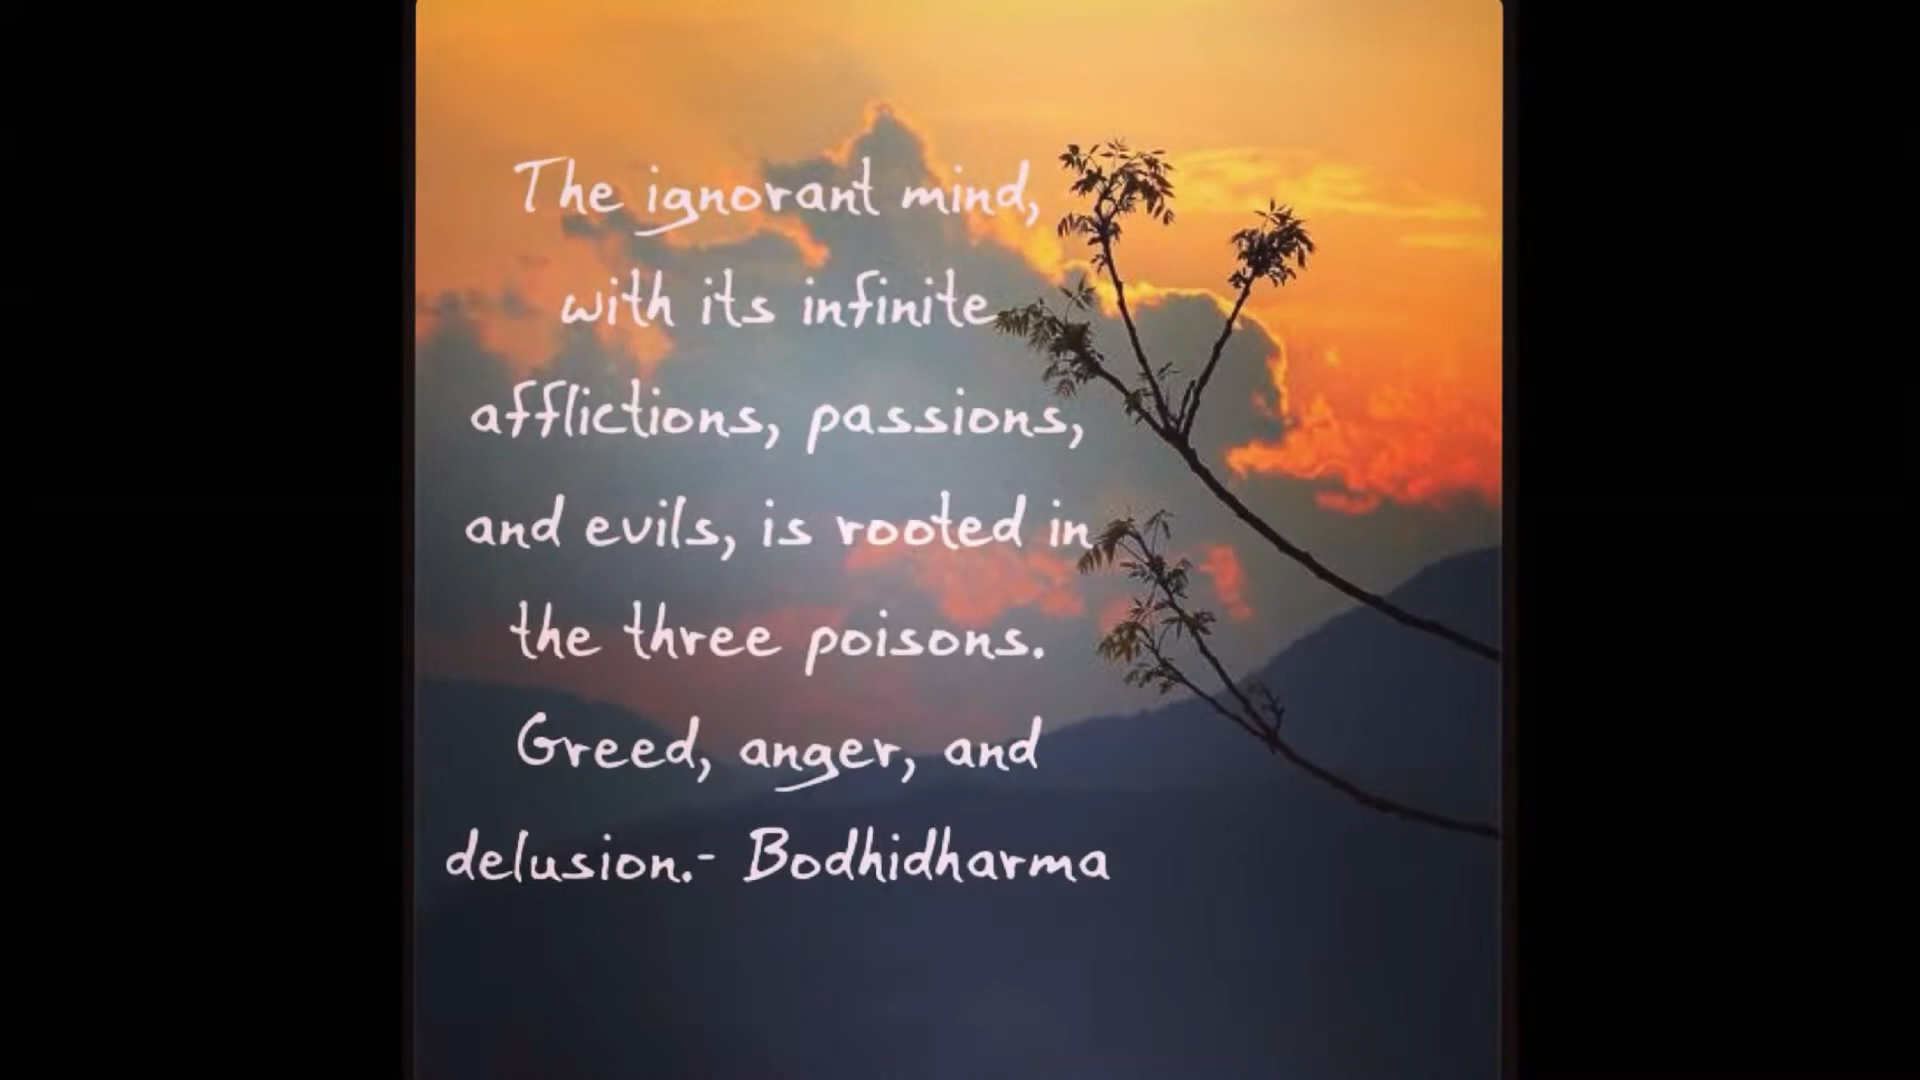 The ignorant mind,
with its infinite
afflictions, passions,
and evils, is rooted in
the three poisons.
Greed, anger, and
delusion.- Bodhidharma